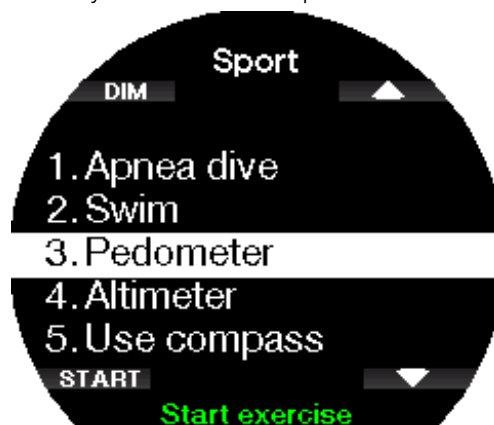 Sport
DIM
1. Apnea dive
2. Swim
3. Pedometer
4. Altimeter
5. Use compass
START
Start exercise